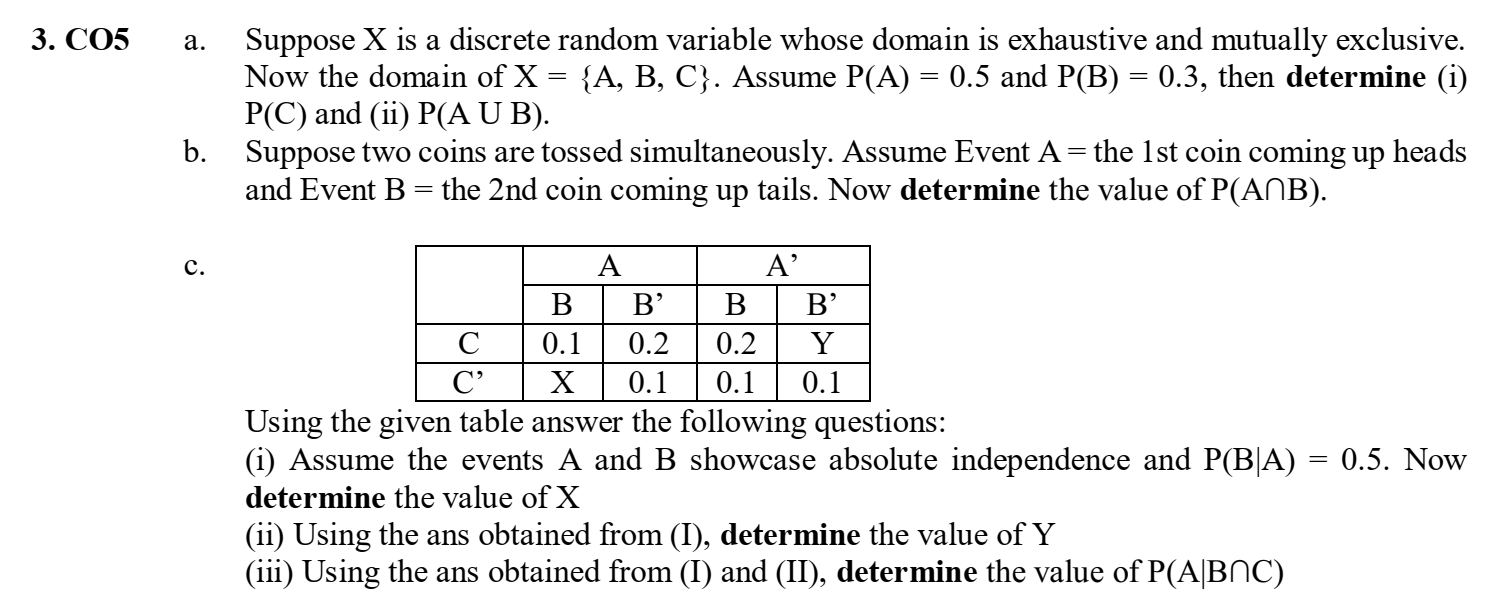 3. CO5 a. Suppose X is a discrete random variable whose domain is exhaustive and mutually exclusive.
Now the domain of X = {A, B, C}. Assume P(A) = 0.5 and P(B) = 0.3, then determine (i)
P(C) and (ii) P(A U B).
b. Suppose two coins are tossed simultaneously. Assume Event A = the 1st coin coming up heads
and Event B = the 2nd coin coming up tails. Now determine the value of P(A∩B).
c.
A A’
B B’ B B’
C 0.1 0.2 0.2 Y
C’ X 0.1 0.1 0.1
Using the given table answer the following questions:
(i) Assume the events A and B showcase absolute independence and P(B|A) = 0.5. Now
determine the value of X
(ii) Using the ans obtained from (I), determine the value of Y
(iii) Using the ans obtained from (I) and (II), determine the value of P(A|B∩C)